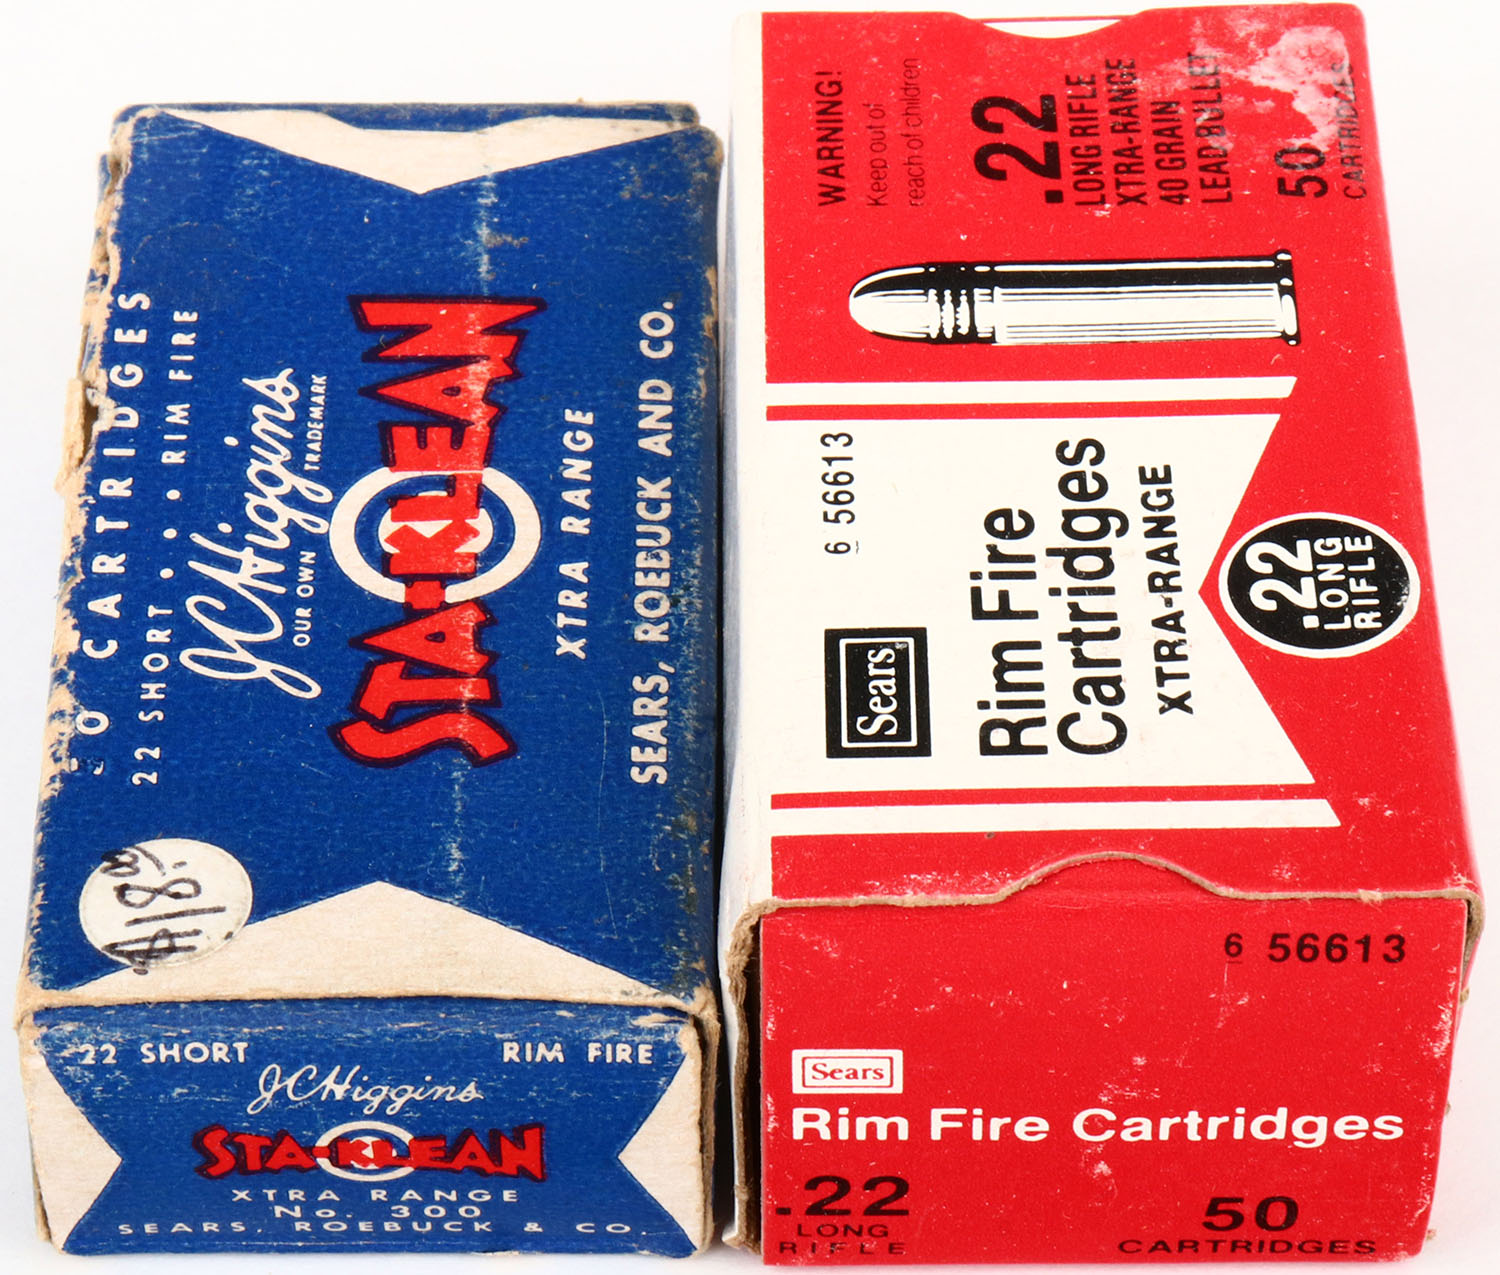 50 CARTRIDGES
22 SHORT • • RIM FIRE
J.C. Higgins
OUR OWN TRADEMARK
STA-KLEAN
XTRA RANGE
SEARS, ROEBUCK AND CO.
22 SHORT RIM FIRE
J.C. Higgins
STA-KLEAN
XTRA RANGE
No. 300
SEARS, ROEBUCK & CO.
WARNING!
Keep out of
reach of children
.22
LONG RIFLE
XTRA-RANGE
40 GRAIN
LEAD BULLET
50
CARTRIDGES
6 56613
Sears
Rim Fire
Cartridges
XTRA-RANGE
.22
LONG
RIFLE
6 56613
Sears
Rim Fire Cartridges
.22
LONG
RIFLE
50
CARTRIDGES